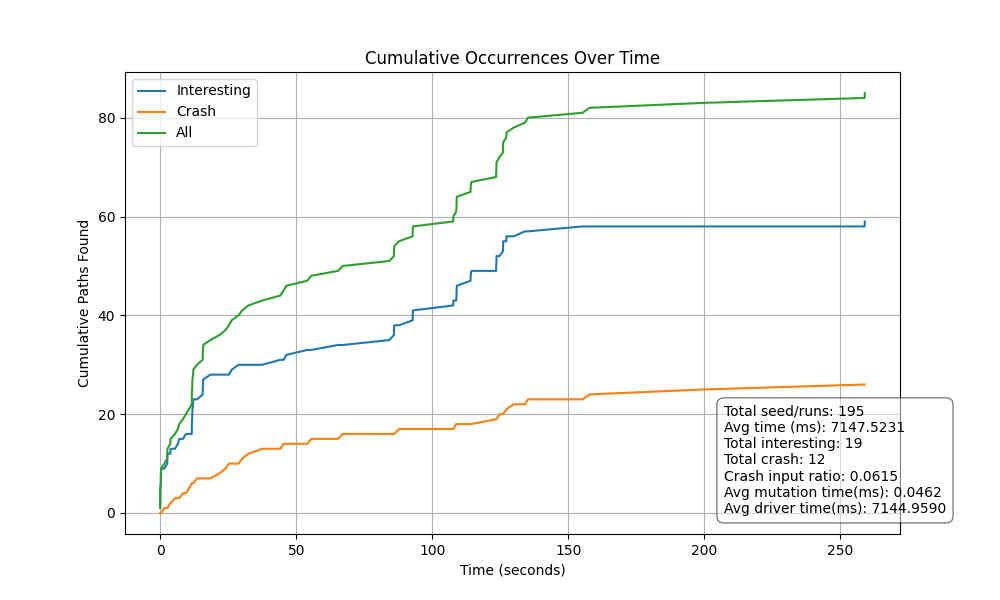 Cumulative Occurrences Over Time
Interesting
Crash
All
80
60
40
20
0
Cumulative Paths Found
Total seed/runs: 195
Avg time (ms): 7147.5231
Total interesting: 19
Total crash: 12
Crash input ratio: 0.0615
Avg mutation time(ms): 0.0462
Avg driver time(ms): 7144.9590
0
50
100
150
200
250
Time (seconds)